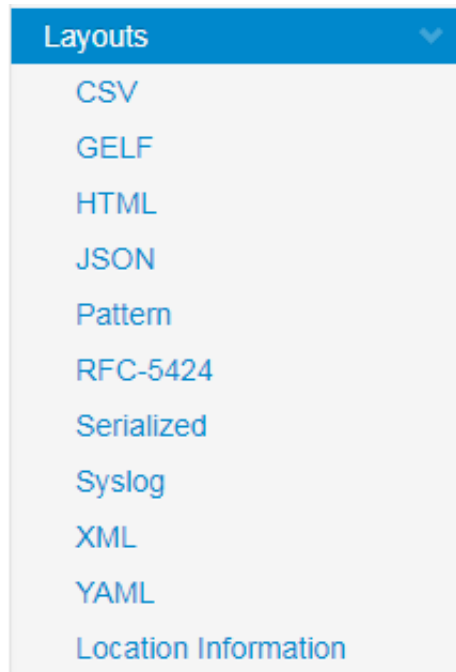 Layouts
CSV
GELF
HTML
JSON
Pattern
RFC-5424
Serialized
Syslog
XML
YAML
Location Information